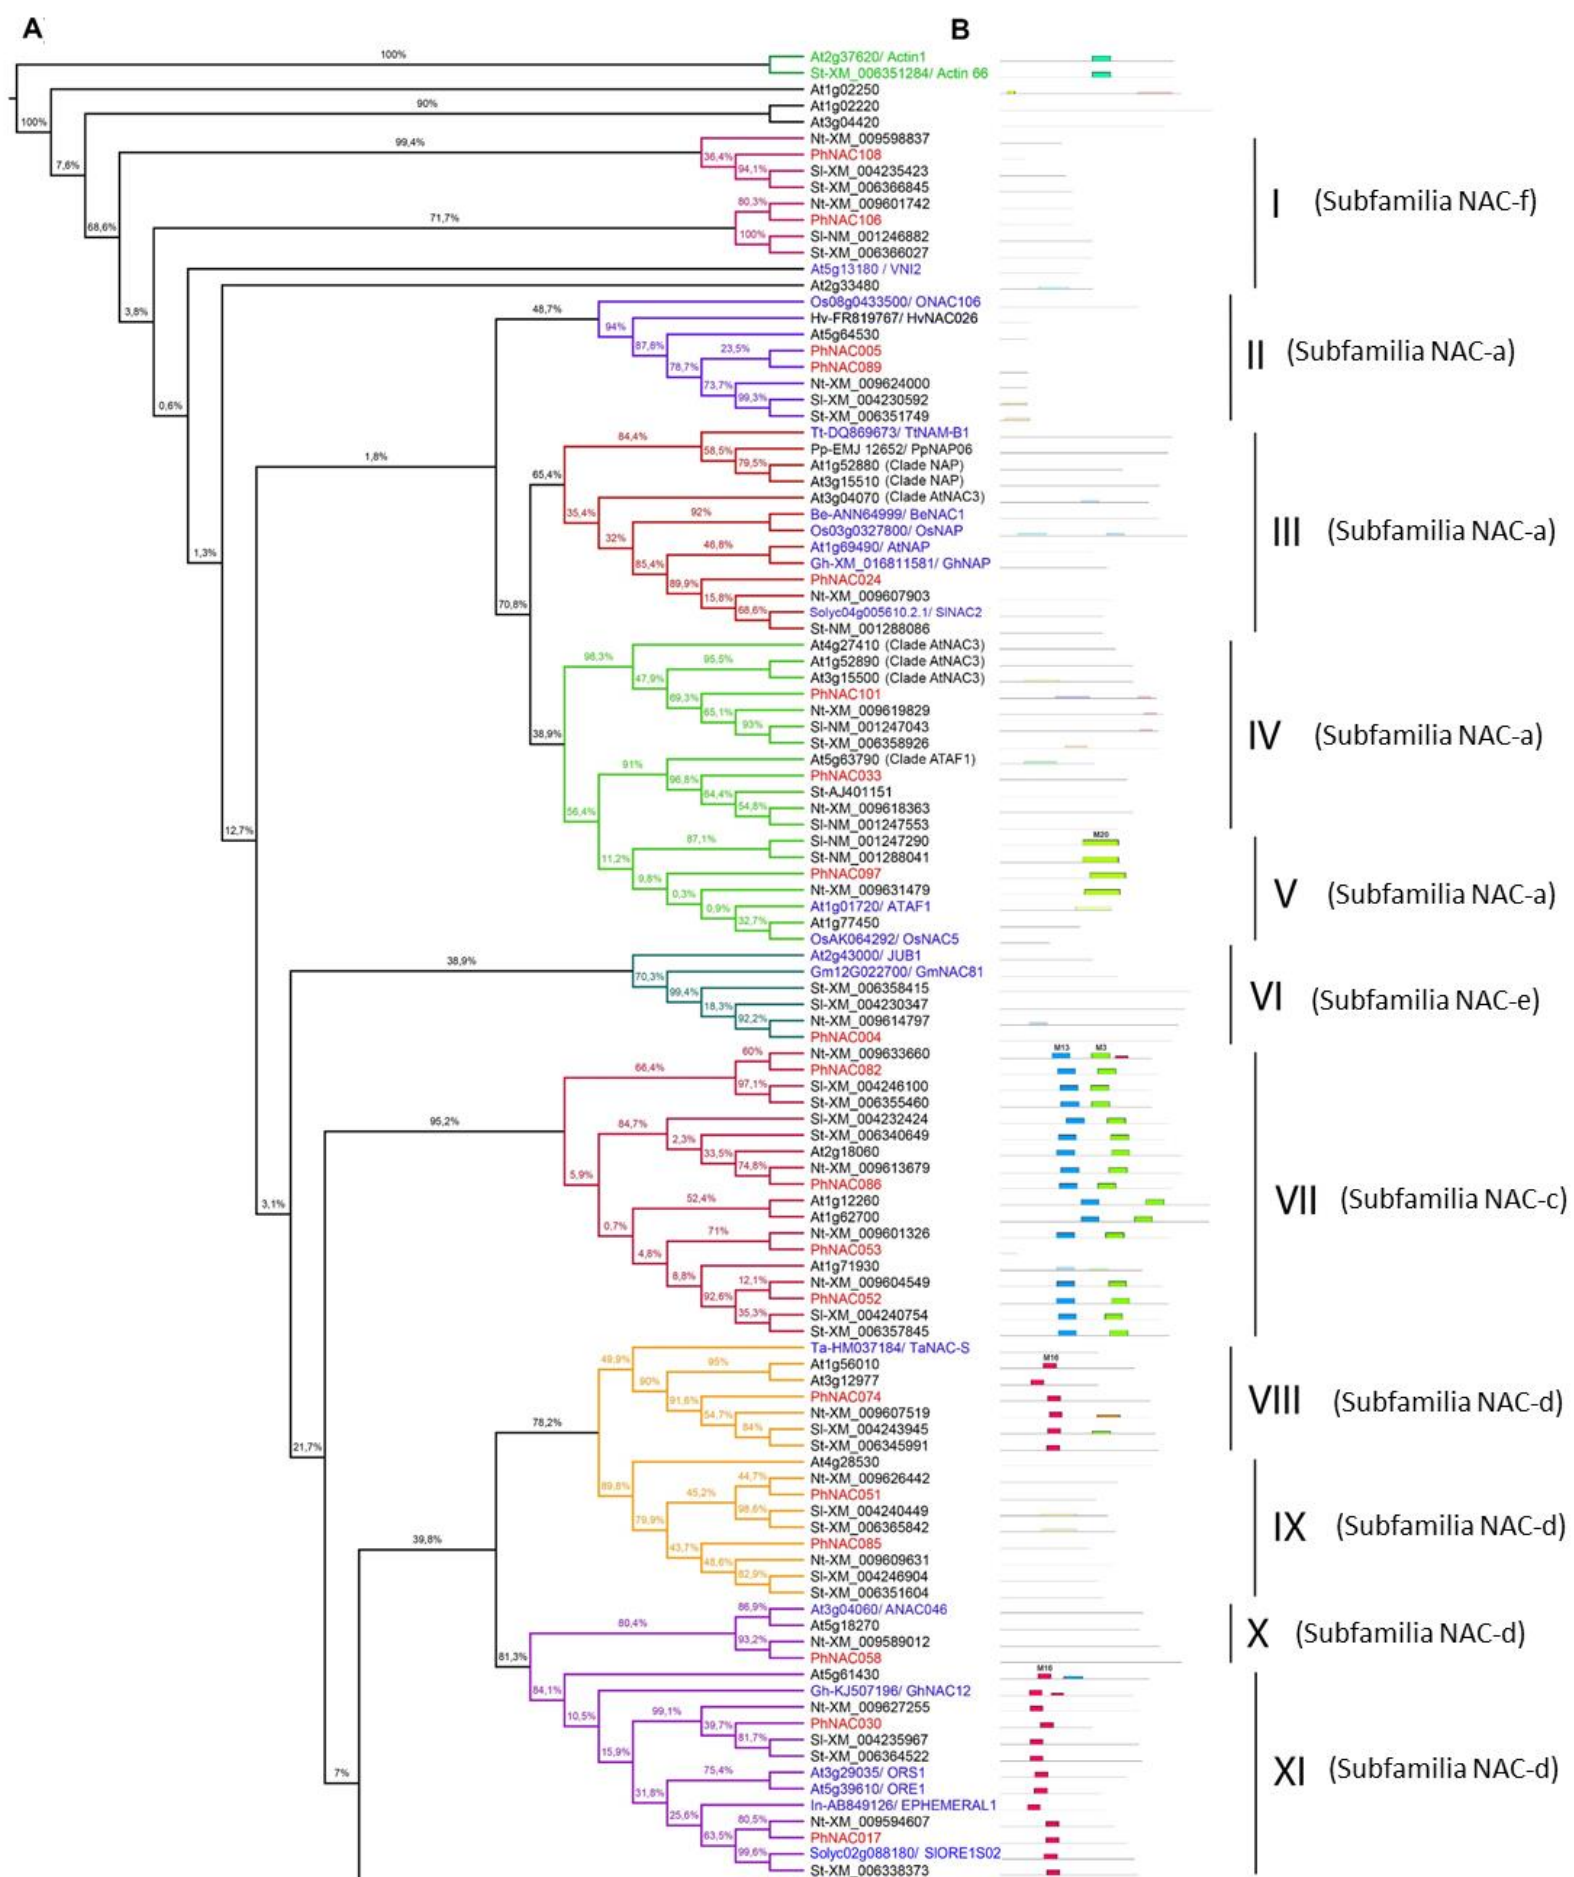 A
B
100%
At2g37620/ Actin1
St-XM_006351284/ Actin 66
At1g02250
90%
At1g02220
100%
At3g04420
99,4%
Nt-XM_009598837
36,4%
PhNAC108
7,6%
94,1%
Sl-XM_004235423
St-XM_006366845
I (Subfamilia NAC-f)
80,3%
Nt-XM_009601742
71,7%
PhNAC106
68,6%
100%
Sl-NM_001246882
St-XM_006366027
At5g13180 / VNI2
At2g33480
3,8%
48,7%
Os08g0433500/ ONAC106
94%
Hv-FR819767/ HvNAC026
87,6%
At5g64530
23,5%
PhNAC005
II (Subfamilia NAC-a)
78,7%
PhNAC089
73,7%
Nt-XM_009624000
99,3%
Sl-XM_004230592
0,6%
St-XM_006351749
84,4%
Tt-DQ869673/ TtNAM-B1
58,5%
Pp-EMJ 12652/ PpNAP06
1,8%
79,5%
At1g52880 (Clade NAP)
65,4%
At3g15510 (Clade NAP)
At3g04070 (Clade AtNAC3)
35,4%
92%
Be-ANN64999/ BeNAC1
III (Subfamilia NAC-a)
32%
Os03g0327800/ OsNAP
1,3%
46,8%
At1g69490/ AtNAP
85,4%
Gh-XM_016811581/ GhNAP
89,9%
PhNAC024
15,8%
Nt-XM_009607903
70,8%
68,6%
Solyc04g005610.2.1/ SlNAC2
St-NM_001288086
98,3%
At4g27410 (Clade AtNAC3)
95,5%
At1g52890 (Clade AtNAC3)
47,9%
At3g15500 (Clade AtNAC3)
69,3%
PhNAC101
65,1%
Nt-XM_009619829
93%
Sl-NM_001247043
38,9%
St-XM_006358926
IV (Subfamilia NAC-a)
91%
At5g63790 (Clade ATAF1)
96,8%
PhNAC033
64,4%
St-AJ401151
56,4%
54,8%
Nt-XM_009618363
Sl-NM_001247553
12,7%
M20
87,1%
Sl-NM_001247290
11,2%
St-NM_001288041
9,8%
PhNAC097
0,3%
Nt-XM_009631479
V (Subfamilia NAC-a)
0,9%
At1g01720/ ATAF1
32,7%
At1g77450
OsAK064292/ OsNAC5
38,9%
At2g43000/ JUB1
70,3%
Gm12G022700/ GmNAC81
99,4%
St-XM_006358415
VI (Subfamilia NAC-e)
18,3%
Sl-XM_004230347
92,2%
Nt-XM_009614797
PhNAC004
M13 M3
60%
Nt-XM_009633660
66,4%
PhNAC082
97,1%
Sl-XM_004246100
St-XM_006355460
95,2%
84,7%
Sl-XM_004232424
2,3%
St-XM_006340649
33,5%
At2g18060
5,9%
74,8%
Nt-XM_009613679
PhNAC086
3,1%
52,4%
At1g12260
VII (Subfamilia NAC-c)
0,7%
At1g62700
71%
Nt-XM_009601326
4,8%
PhNAC053
8,8%
At1g71930
12,1%
Nt-XM_009604549
92,6%
PhNAC052
35,3%
Sl-XM_004240754
St-XM_006357845
49,9%
Ta-HM037184/ TaNAC-S
M16
95%
At1g56010
90%
At3g12977
91,6%
PhNAC074
VIII (Subfamilia NAC-d)
54,7%
Nt-XM_009607519
78,2%
84%
Sl-XM_004243945
21,7%
St-XM_006345991
At4g28530
89,8%
44,7%
Nt-XM_009626442
45,2%
PhNAC051
98,6%
Sl-XM_004240449
79,9%
St-XM_006365842
IX (Subfamilia NAC-d)
39,8%
43,7%
PhNAC085
48,6%
Nt-XM_009609631
82,9%
Sl-XM_004246904
St-XM_006351604
86,9%
At3g04060/ ANAC046
80,4%
At5g18270
X (Subfamilia NAC-d)
93,2%
Nt-XM_009589012
81,3%
PhNAC058
M16
At5g61430
84,1%
Gh-KJ507196/ GhNAC12
10,5%
99,1%
Nt-XM_009627255
39,7%
PhNAC030
81,7%
Sl-XM_004235967
15,9%
St-XM_006364522
XI (Subfamilia NAC-d)
7%
75,4%
At3g29035/ ORS1
31,8%
At5g39610/ ORE1
25,6%
In-AB849126/ EPHEMERAL1
80,5%
Nt-XM_009594607
63,5%
PhNAC017
99,6%
Solyc02g088180/ SlORE1S02
St-XM_006338373